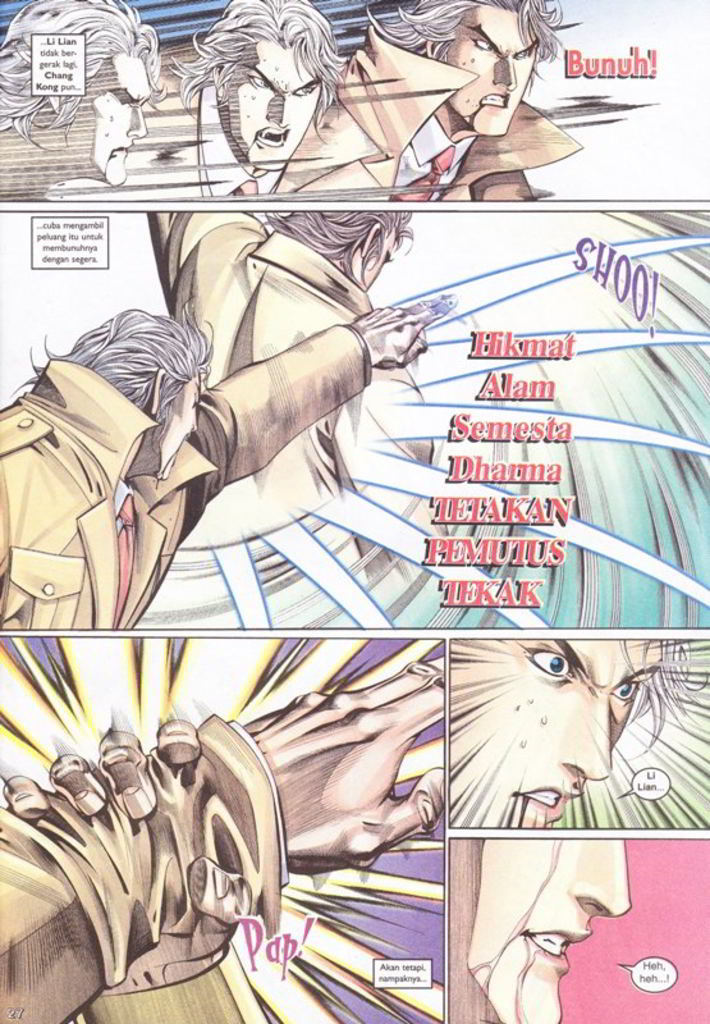 ...Li Lian
tidak ber-
gerak lagi,
Chang
Kong pun...
Bunuh!
...cuba mengambil
peluang itu untuk
membunuhnya
dengan segera.
SHOO!
Hikmat
Alam
Semesta
Dharma
TETAKAN
PEMUTUS
TEKAK
Li
Lian...
Pap!
Akan tetapi,
nampaknya...
Heh,
heh...!
27